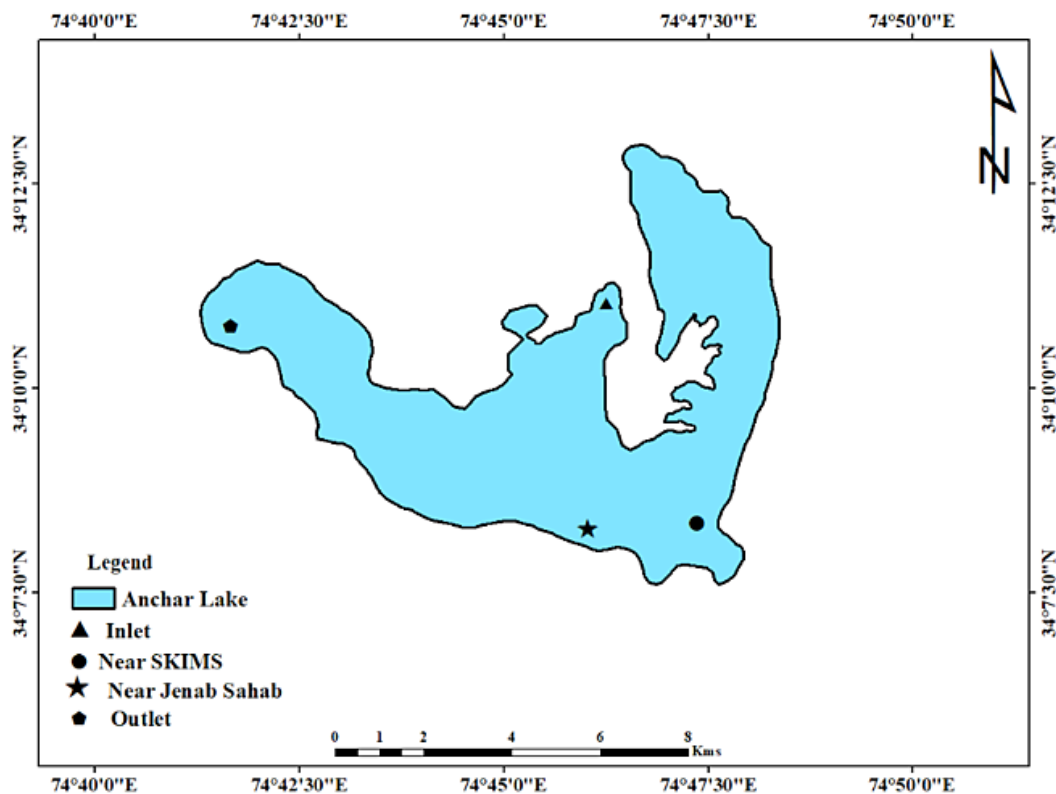 74°40'0"E 74°42'30"E 74°45'0"E 74°47'30"E 74°50'0"E
N
34°12'30"N 34°12'30"N
34°10'0"N 34°10'0"N
34°7'30"N 34°7'30"N
Legend
Anchar Lake
Inlet
Near SKIMS
Near Jenab Sahab
Outlet
0 1 2 4 6 8
Kms
74°40'0"E 74°42'30"E 74°45'0"E 74°47'30"E 74°50'0"E